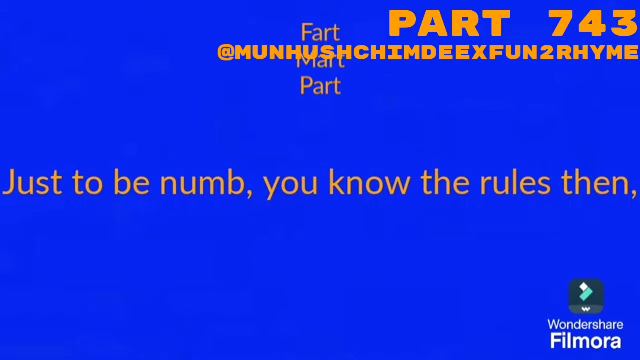 PART 743
@MUNHUSHCHIMDEEXFUN2RHYME
Fart
Mart
Part
Just to be numb, you know the rules then,
Wondershare
Filmora